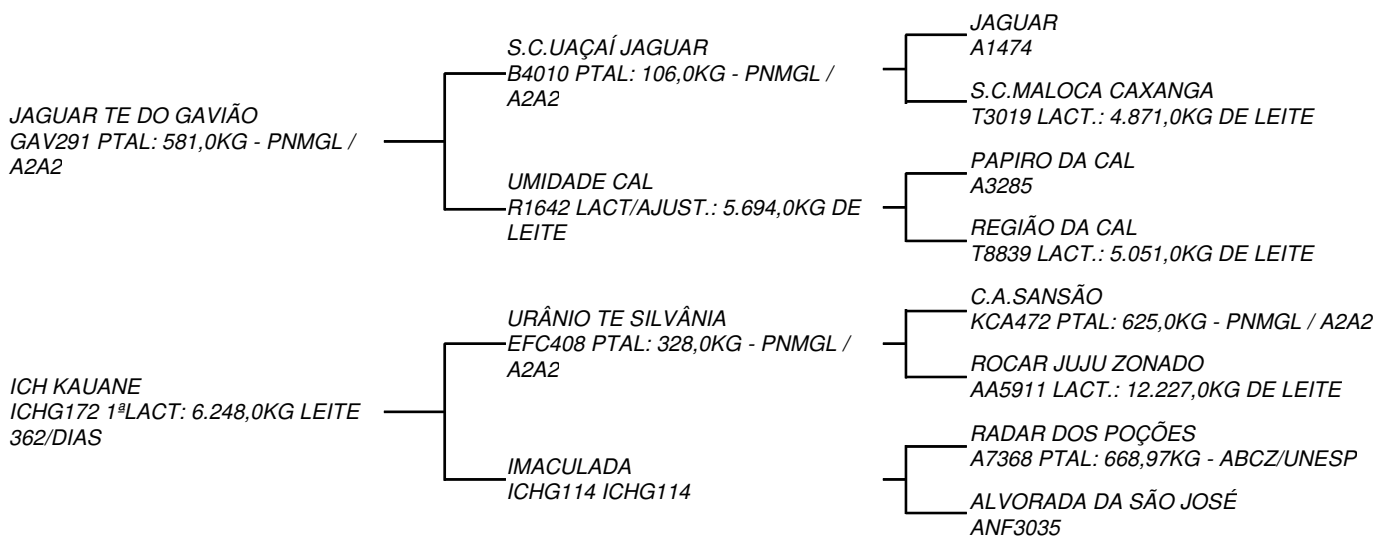 JAGUAR TE DO GAVIÃO
GAV291 PTAL: 581,0KG - PNMGL /
A2A2
S.C.UAÇAÍ JAGUAR
B4010 PTAL: 106,0KG - PNMGL /
A2A2
JAGUAR
A1474
S.C.MALOCA CAXANGA
T3019 LACT.: 4.871,0KG DE LEITE
UMIDADE CAL
R1642 LACT/AJUST.: 5.694,0KG DE
LEITE
PAPIRO DA CAL
A3285
REGIÃO DA CAL
T8839 LACT.: 5.051,0KG DE LEITE
ICH KAUANE
ICHG172 1ªLACT: 6.248,0KG LEITE
362/DIAS
URÂNIO TE SILVÂNIA
EFC408 PTAL: 328,0KG - PNMGL /
A2A2
C.A.SANSÃO
KCA472 PTAL: 625,0KG - PNMGL / A2A2
ROCAR JUJU ZONADO
AA5911 LACT.: 12.227,0KG DE LEITE
IMACULADA
ICHG114 ICHG114
RADAR DOS POÇÕES
A7368 PTAL: 668,97KG - ABCZ/UNESP
ALVORADA DA SÃO JOSÉ
ANF3035